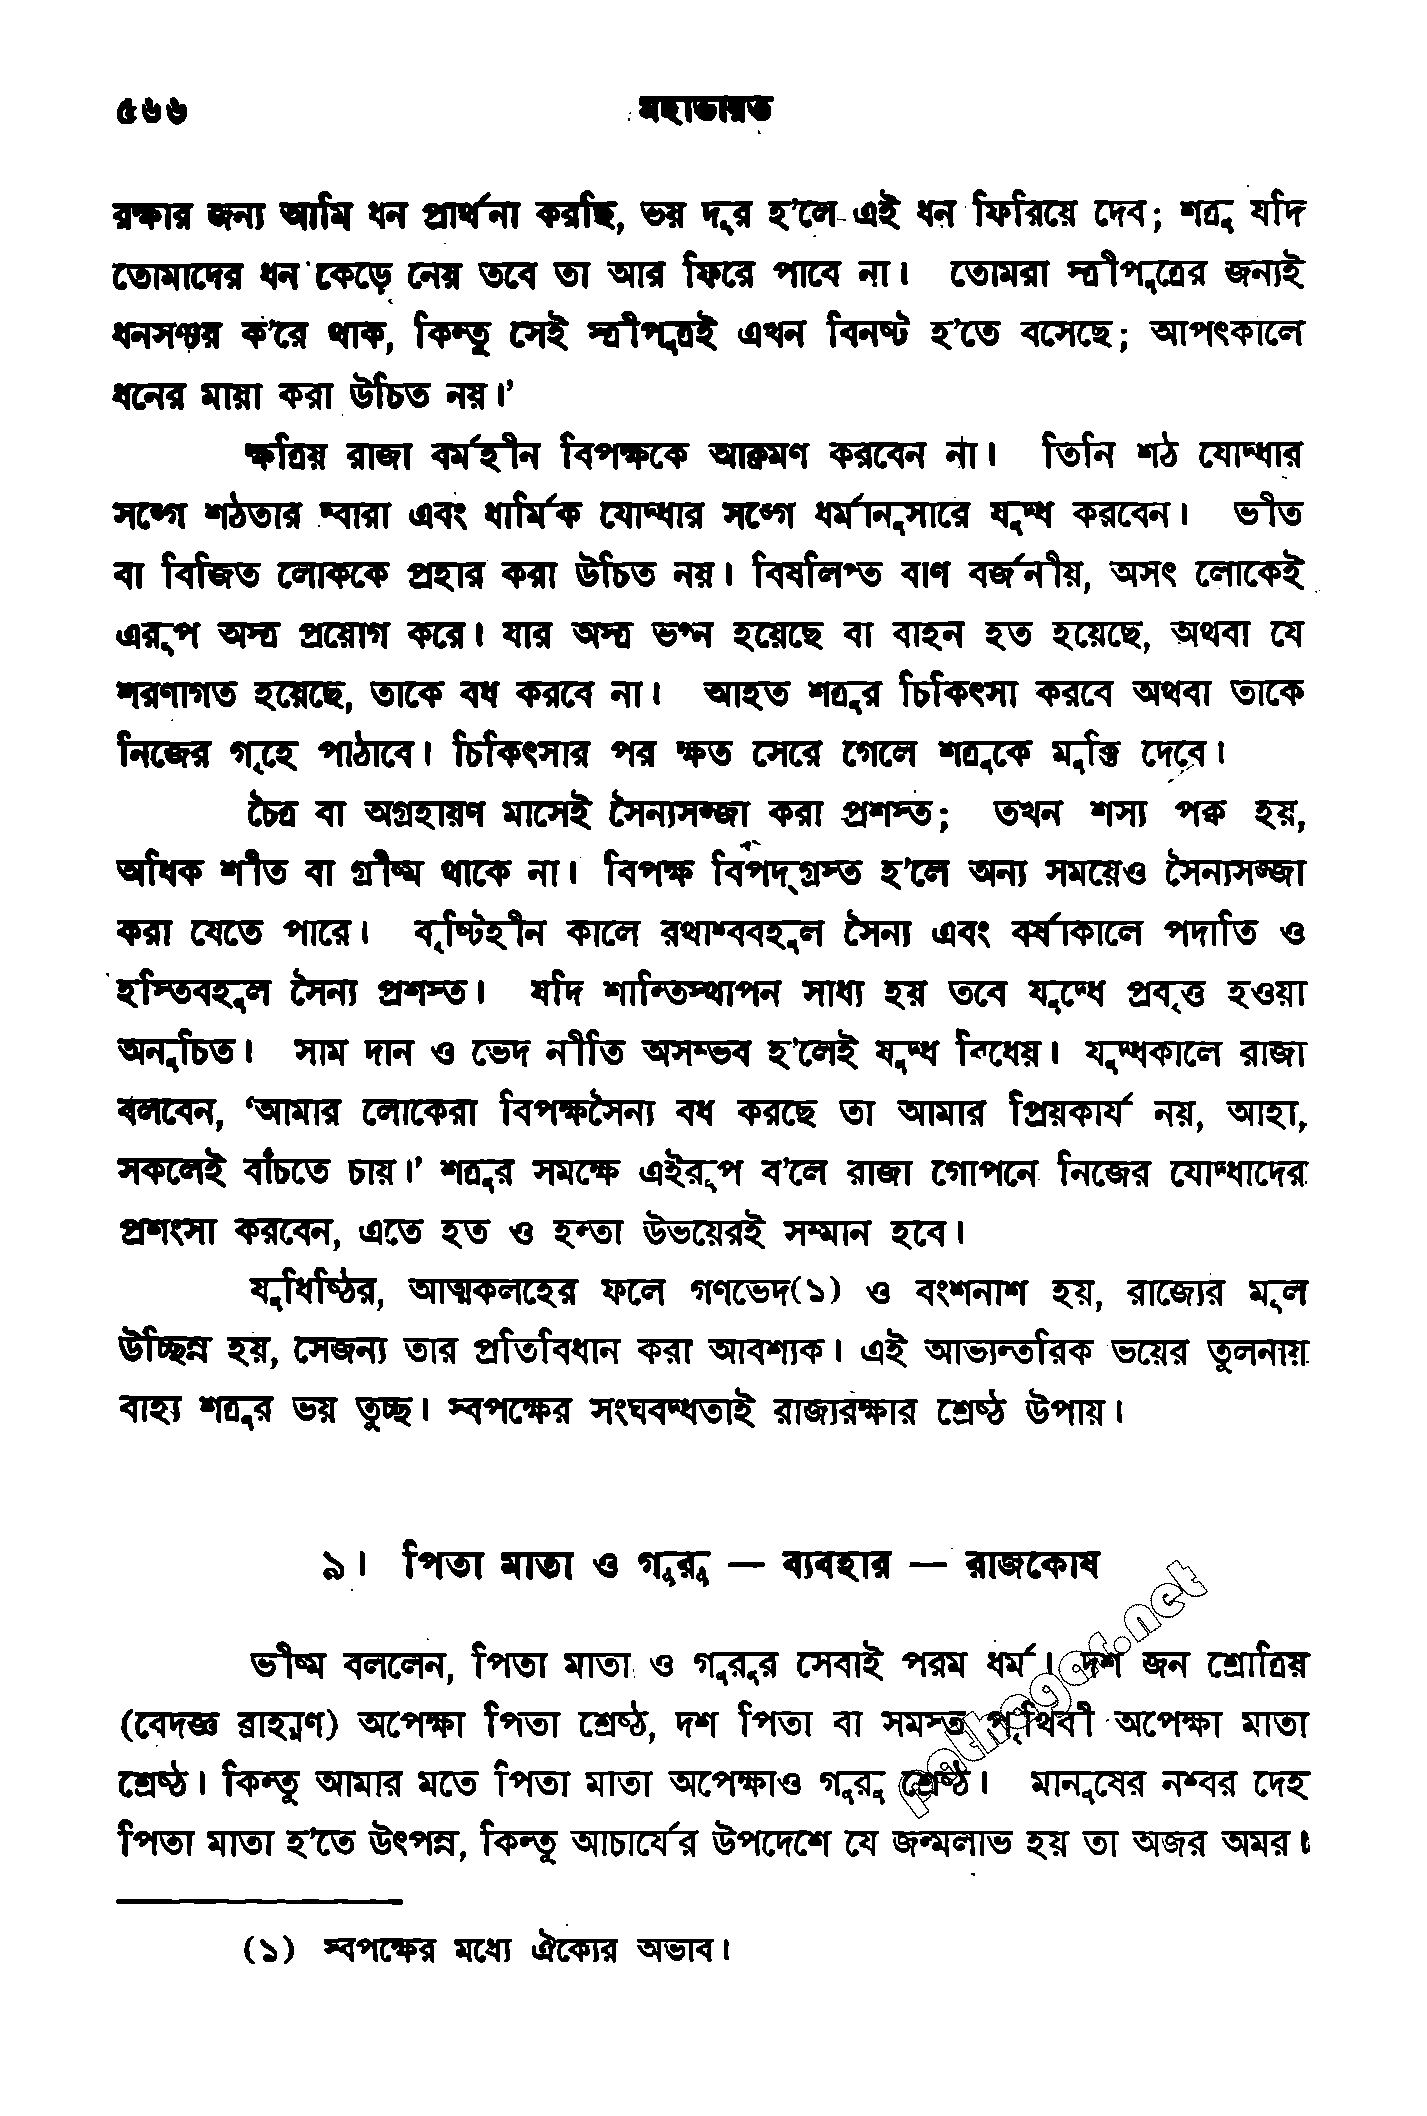 ৫৬৬ মহাভারত
রক্ষার জন্য আমি ধন প্রার্থনা করছি, ভয় দূর হ’লে এই ধন ফিরিয়ে দেব; শত্রু যদি
তোমাদের ধন কেড়ে নেয় তবে তা আর ফিরে পাবে না। তোমরা স্ত্রীপুত্রের জন্যই
ধনসঞ্চয় ক’রে থাক, কিন্তু সেই স্ত্রীপুত্রই এখন বিনষ্ট হ’তে বসেছে; আপৎকালে
ধনের মায়া করা উচিত নয়।’
ক্ষত্রিয় রাজা বর্মহীন বিপক্ষকে আক্রমণ করবেন না। তিনি শঠ যোদ্ধার
সঙ্গে শঠতার দ্বারা এবং ধার্মিক যোদ্ধার সঙ্গে ধর্মানুসারে যুদ্ধ করবেন। ভীত
বা বিজিত লোককে প্রহার করা উচিত নয়। বিষলিপ্ত বাণ বর্জনীয়, অসৎ লোকেই
এরূপ অস্ত্র প্রয়োগ করে। যার অস্ত্র ভগ্ন হয়েছে বা বাহন হত হয়েছে, অথবা যে
শরণাগত হয়েছে, তাকে বধ করবে না। আহত শত্রুর চিকিৎসা করবে অথবা তাকে
নিজের গৃহে পাঠাবে। চিকিৎসার পর ক্ষত সেরে গেলে শত্রুকে মুক্তি দেবে।
চৈত্র বা অগ্রহায়ণ মাসেই সৈন্যসজ্জা করা প্রশস্ত; তখন শস্য পক্ব হয়,
অধিক শীত বা গ্রীষ্ম থাকে না। বিপক্ষ বিপদ্‌গ্রস্ত হ’লে অন্য সময়েও সৈন্যসজ্জা
করা যেতে পারে। বৃষ্টিহীন কালে রথাশ্ববহুল সৈন্য এবং বর্ষাকালে পদাতি ও
হস্তিবহুল সৈন্য প্রশস্ত। যদি শান্তিস্থাপন সাধ্য হয় তবে যুদ্ধে প্রবৃত্ত হওয়া
অনুচিত। সাম দান ও ভেদ নীতি অসম্ভব হ’লেই যুদ্ধ বিধেয়। যুদ্ধকালে রাজা
বলবেন, ‘আমার লোকেরা বিপক্ষসৈন্য বধ করছে তা আমার প্রিয়কার্য নয়, আহা,
সকলেই বাঁচতে চায়।’ শত্রুর সমক্ষে এইরূপ ব’লে রাজা গোপনে নিজের যোদ্ধাদের
প্রশংসা করবেন, এতে হত ও হন্তা উভয়েরই সম্মান হবে।
যুধিষ্ঠির, আত্মকলহের ফলে গণভেদ(১) ও বংশনাশ হয়, রাজ্যের মূল
উচ্ছিন্ন হয়, সেজন্য তার প্রতিবিধান করা আবশ্যক। এই আভ্যন্তরিক ভয়ের তুলনায়
বাহ্য শত্রুর ভয় তুচ্ছ। স্বপক্ষের সংঘবদ্ধতাই রাজ্যরক্ষার শ্রেষ্ঠ উপায়।
৯। পিতা মাতা ও গুরু — ব্যবহার — রাজকোষ
ভীষ্ম বললেন, পিতা মাতা ও গুরুর সেবাই পরম ধর্ম। দশ জন শ্রোত্রিয়
(বেদজ্ঞ ব্রাহ্মণ) অপেক্ষা পিতা শ্রেষ্ঠ, দশ পিতা বা সমস্ত পৃথিবী অপেক্ষা মাতা
শ্রেষ্ঠ। কিন্তু আমার মতে পিতা মাতা অপেক্ষাও গুরু শ্রেষ্ঠ। মানুষের নশ্বর দেহ
পিতা মাতা হ’তে উৎপন্ন, কিন্তু আচার্যের উপদেশে যে জন্মলাভ হয় তা অজর অমর।
(১) স্বপক্ষের মধ্যে ঐক্যের অভাব।
pathagar.net